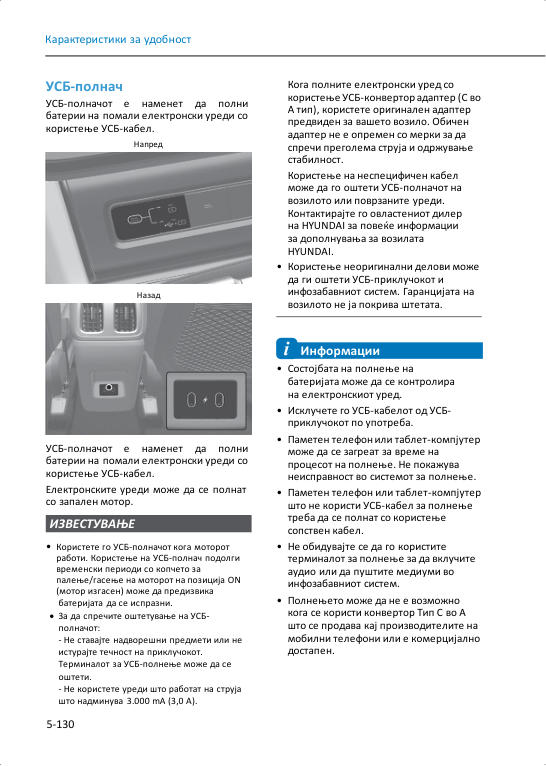 Карактеристики за удобност
УСБ-полнач
УСБ-полначот е наменет да полни
батерии на помали електронски уреди со
користење УСБ-кабел.
Напред
Назад
УСБ-полначот е наменет да полни
батерии на помали електронски уреди со
користење УСБ-кабел.
Електронските уреди може да се полнат
со запален мотор.
ИЗВЕСТУВАЊЕ
• Користете го УСБ-полначот кога моторот
работи. Користење на УСБ-полнач подолги
временски периоди со копчето за
палење/гасење на моторот на позиција ON
(мотор изгасен) може да предизвика
батеријата да се испразни.
• За да спречите оштетување на УСБ-
полначот:
- Не ставајте надворешни предмети или не
истурајте течност на приклучокот.
Терминалот за УСБ-полнење може да се
оштети.
- Не користете уреди што работат на струја
што надминува 3.000 mA (3,0 A).
Кога полните електронски уред со
користење УСБ-конвертор адаптер (C во
A тип), користете оригинален адаптер
предвиден за вашето возило. Обичен
адаптер не е опремен со мерки за да
спречи преголема струја и одржување
стабилност.
Користење на неспецифичен кабел
може да го оштети УСБ-полначот на
возилото или поврзаните уреди.
Контактирајте го овластениот дилер
на HYUNDAI за повеќе информации
за дополнувања за возилата
HYUNDAI.
• Користење неоригинални делови може
да ги оштети УСБ-приклучокот и
инфозабавниот систем. Гаранцијата на
возилото не ја покрива штетата.
i Информации
• Состојбата на полнење на
батеријата може да се контролира
на електронскиот уред.
• Исклучете го УСБ-кабелот од УСБ-
приклучокот по употреба.
• Паметен телефон или таблет-компјутер
може да се загреат за време на
процесот на полнење. Не покажува
неисправност во системот за полнење.
• Паметен телефон или таблет-компјутер
што не користи УСБ-кабел за полнење
треба да се полнат со користење
сопствен кабел.
• Не обидувајте се да го користите
терминалот за полнење за да вклучите
аудио или да пуштите медиуми во
инфозабавниот систем.
• Полнењето може да не е возможно
кога се користи конвертор Тип C во A
што се продава кај производителите на
мобилни телефони или е комерцијално
достапен.
5-130